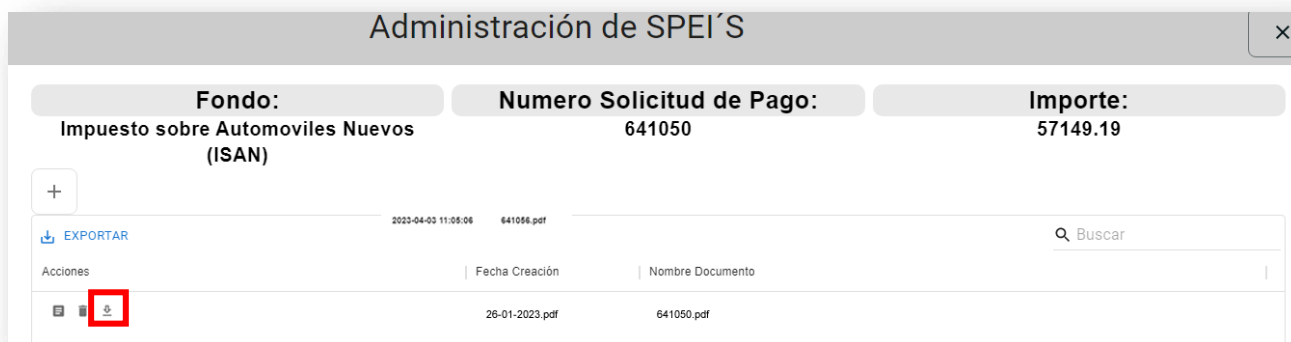 Administración de SPEI´S
Fondo: Numero Solicitud de Pago: Importe:
Impuesto sobre Automoviles Nuevos 641050 57149.19
(ISAN)
2023-04-03 11:05:06 641056.pdf
EXPORTAR Buscar
Acciones Fecha Creación Nombre Documento
26-01-2023.pdf 641050.pdf